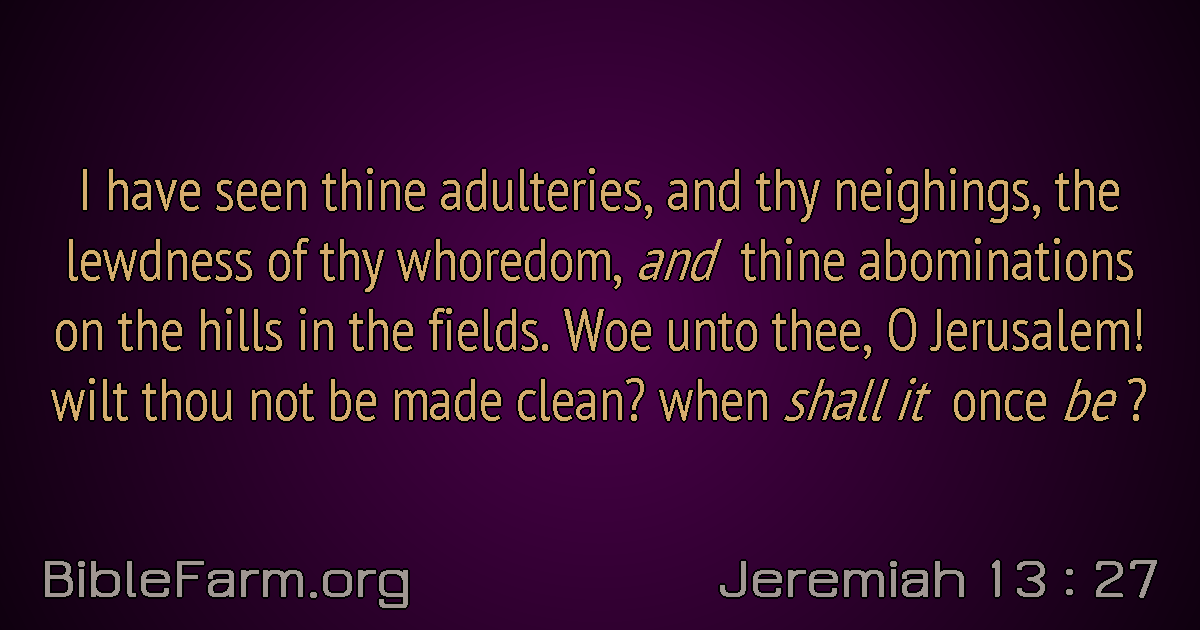 I have seen thine adulteries, and thy neighings, the
lewdness of thy whoredom, and thine abominations
on the hills in the fields. Woe unto thee, O Jerusalem!
wilt thou not be made clean? when shall it once be ?
BibleFarm.org
Jeremiah 13 : 27